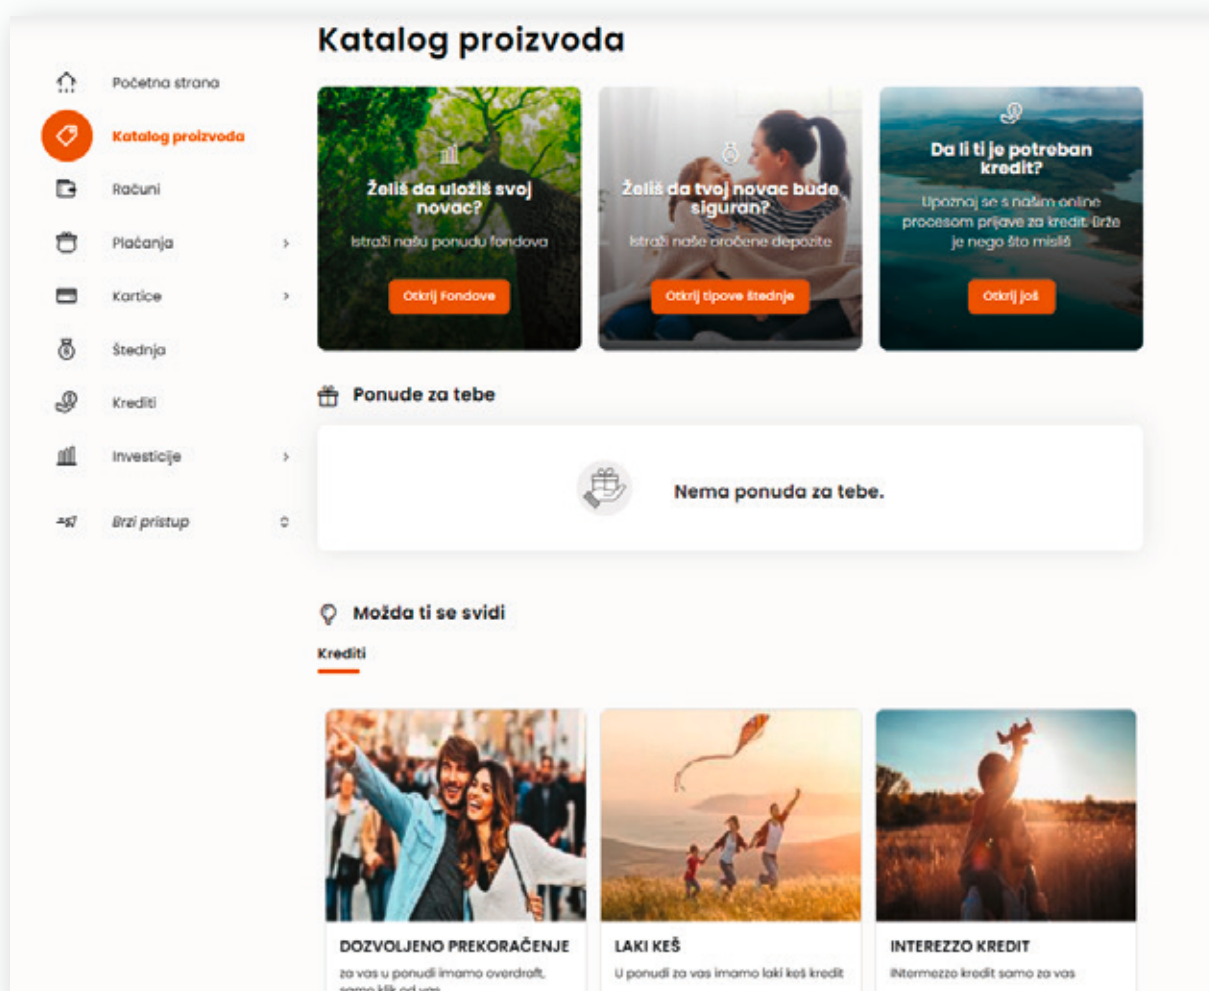 Katalog proizvoda
Početna strana
Katalog proizvoda
Računi
Plaćanja
Kartice
Štednja
Krediti
Investicije
Brzi pristup
Želiš da uložiš svoj
novac?
Istraži našu ponudu fondova
Otkrij Fondove
Želiš da tvoj novac bude
siguran?
Istraži naše oročene depozite
Otkrij tipove štednje
Da li ti je potreban
kredit?
Upoznaj se s našim online
procesom prijave za kredit. Brže
je nego što misliš
Otkrij još
Ponude za tebe
Nema ponuda za tebe.
Možda ti se svidi
Krediti
DOZVOLJENO PREKORAČENJE
za vas u ponudi imamo overdraft,
samo klik od vas
LAKI KEŠ
U ponudi za vas imamo laki keš kredit
INTEREZZO KREDIT
INtermezzo kredit samo za vas